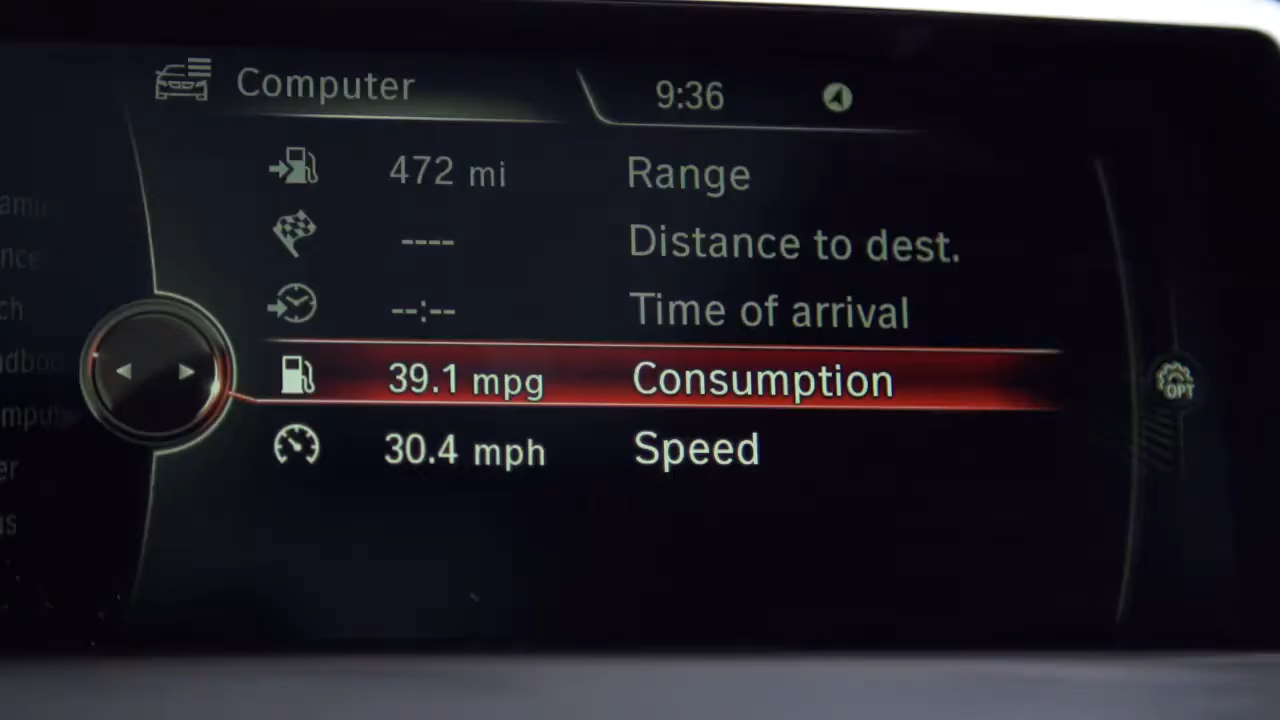 Computer 9:36
472 mi Range
---- Distance to dest.
--:-- Time of arrival
39.1 mpg Consumption
30.4 mph Speed
OPT